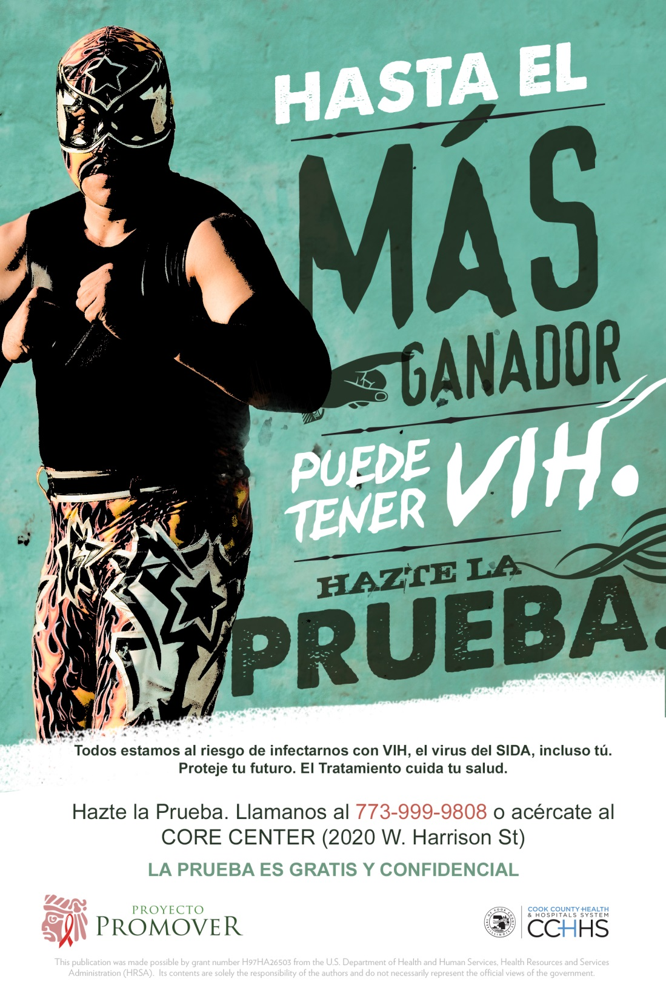 HASTA EL
MÁS
GANADOR
PUEDE
TENER VIH.
HAZTE LA
PRUEBA.
Todos estamos al riesgo de infectarnos con VIH, el virus del SIDA, incluso tú.
Proteje tu futuro. El Tratamiento cuida tu salud.
Hazte la Prueba. Llamanos al 773-999-9808 o acércate al
CORE CENTER (2020 W. Harrison St)
LA PRUEBA ES GRATIS Y CONFIDENCIAL
PROYECTO
PROMOVER
COOK COUNTY HEALTH
& HOSPITALS SYSTEM
CCHHS
This publication was made possible by grant number H97HA26503 from the U.S. Department of Health and Human Services, Health Resources and Services
Administration (HRSA). Its contents are solely the responsibility of the authors and do not necessarily represent the official views of the government.